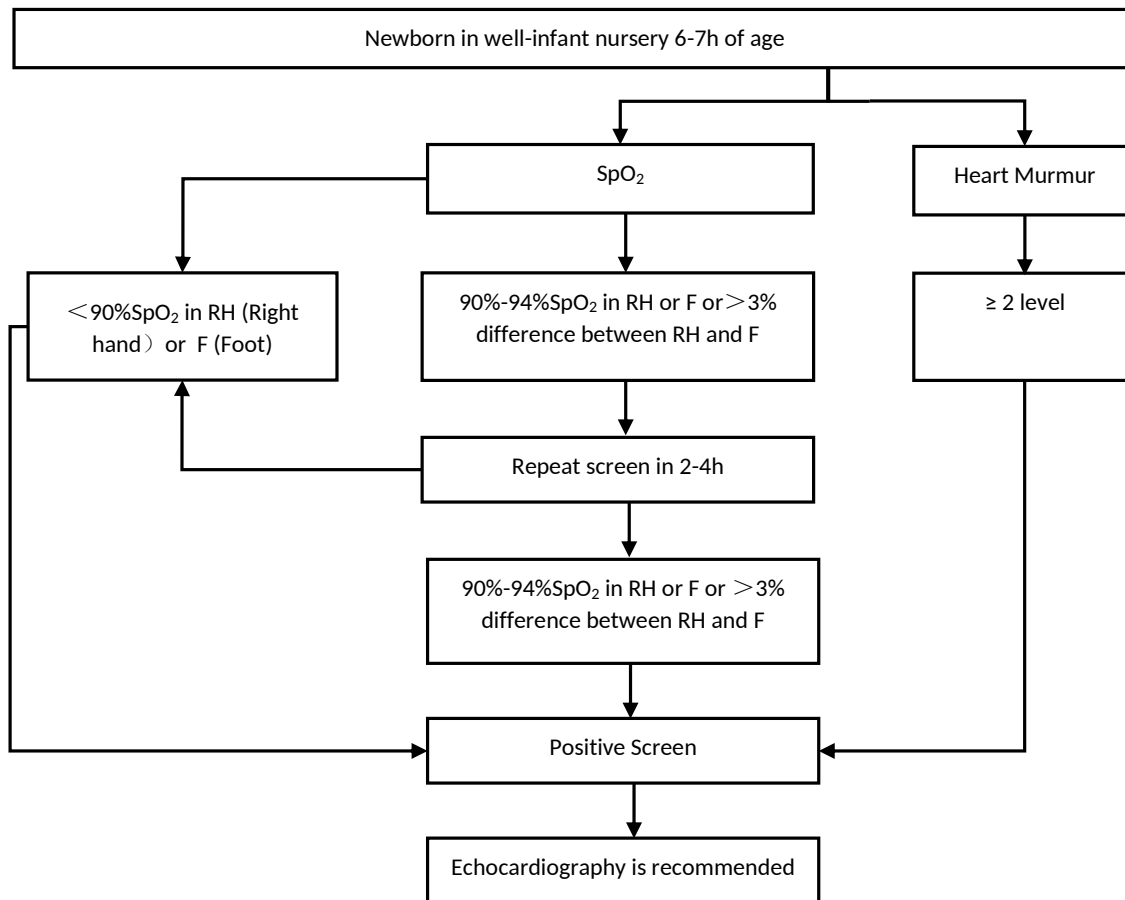 Newborn in well-infant nursery 6-7h of age
SpO₂
Heart Murmur
＜90%SpO₂ in RH (Right
hand）or F (Foot)
90%-94%SpO₂ in RH or F or＞3%
difference between RH and F
≥ 2 level
Repeat screen in 2-4h
90%-94%SpO₂ in RH or F or ＞3%
difference between RH and F
Positive Screen
Echocardiography is recommended